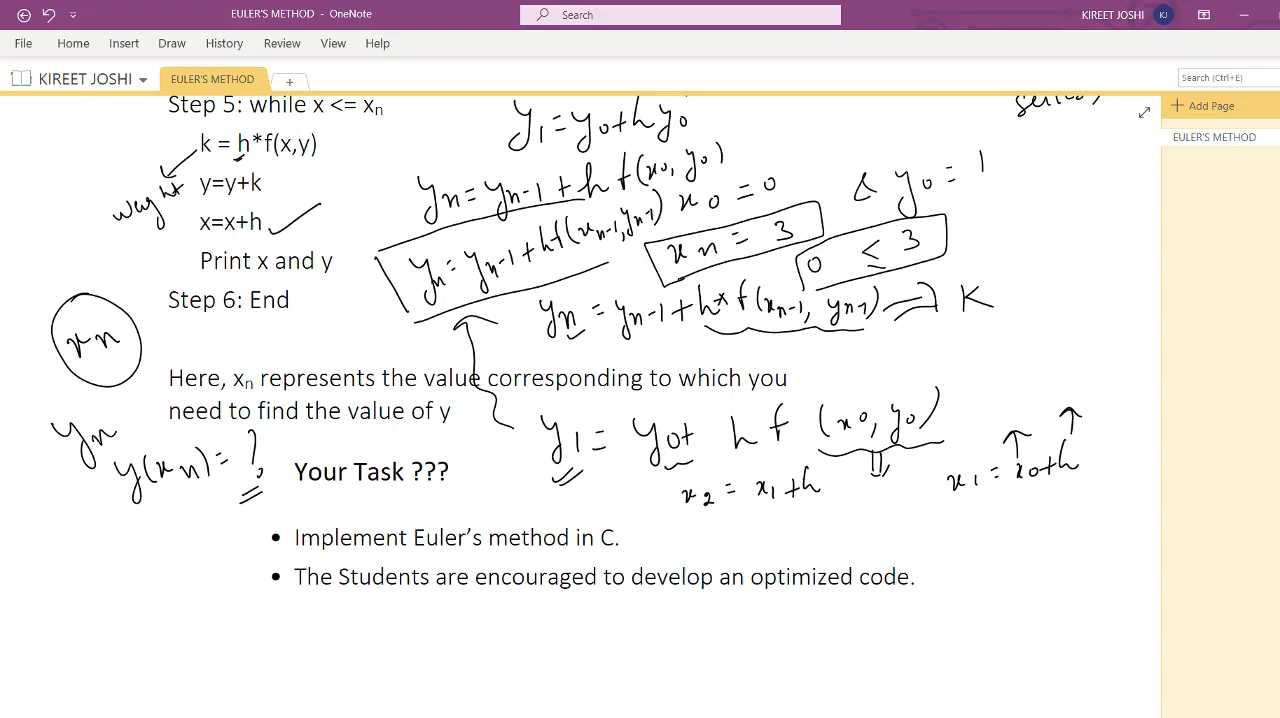 EULER'S METHOD - OneNote
Search
KIREET JOSHI
KJ
File Home Insert Draw History Review View Help
KIREET JOSHI
EULER'S METHOD
+
Search (Ctrl+E)
+ Add Page
EULER'S METHOD
Step 5: while x <= xn
k = h*f(x,y)
y=y+k
x=x+h
Print x and y
Step 6: End
weight
series,
y1 = y0+hy0'
yn = yn-1 + h f(x0, y0)
yn = yn-1 + hf(xn-1, yn-1)
x0 = 0 & y0 = 1
xn = 3
0 ≤ 3
yn = yn-1 + h* f(xn-1, yn-1) ⇒ K
xn
Here, xn represents the value corresponding to which you
need to find the value of y
yn
y(xn) = ?
y1 = y0+ h f (x0, y0)
x2 = x1 + h
x1 = x0+h
Your Task ???
• Implement Euler's method in C.
• The Students are encouraged to develop an optimized code.